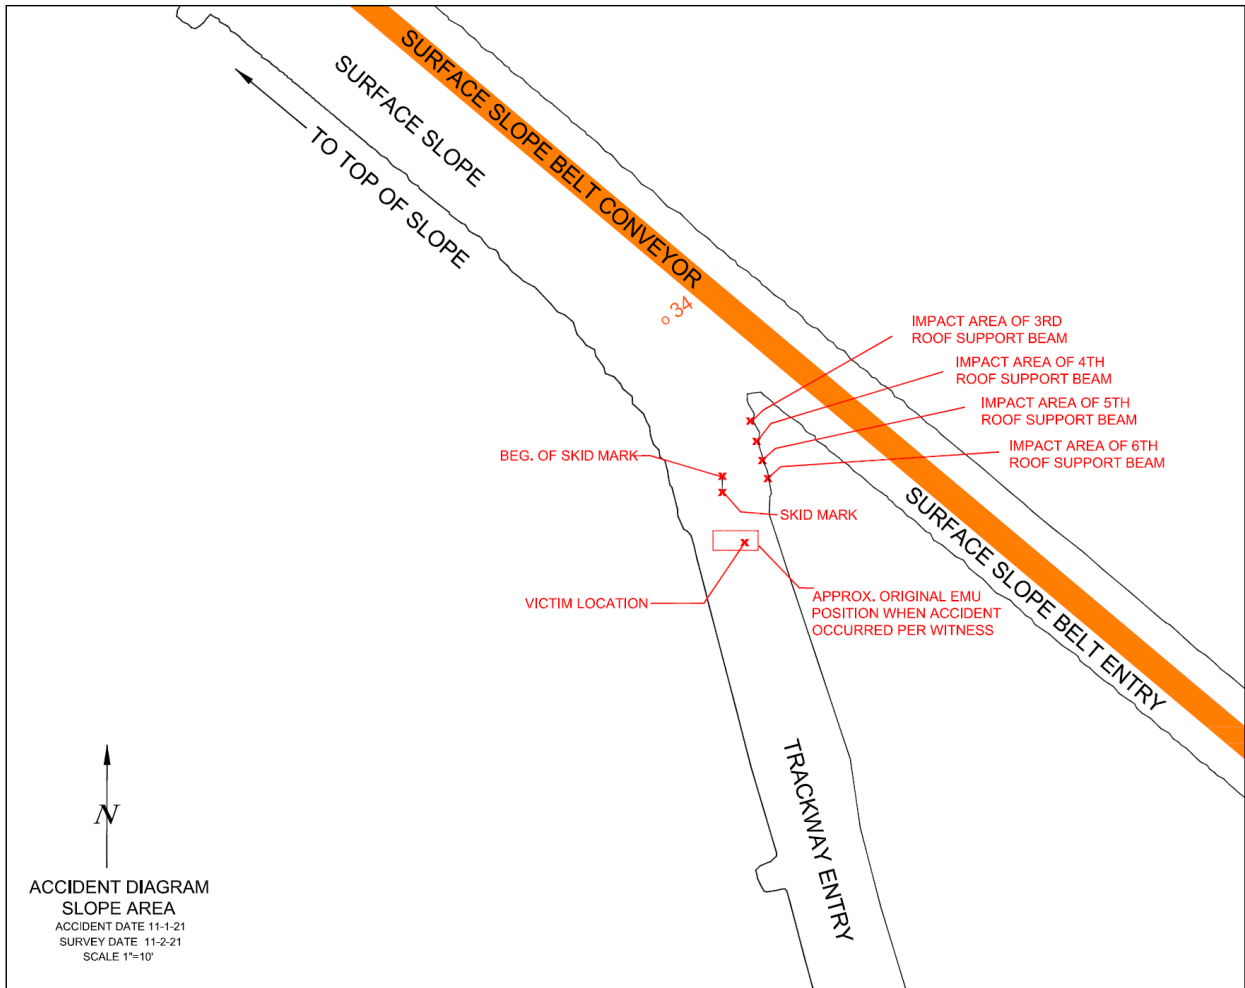 SURFACE SLOPE BELT CONVEYOR
SURFACE SLOPE
TO TOP OF SLOPE
34
IMPACT AREA OF 3RD
ROOF SUPPORT BEAM
IMPACT AREA OF 4TH
ROOF SUPPORT BEAM
IMPACT AREA OF 5TH
ROOF SUPPORT BEAM
IMPACT AREA OF 6TH
ROOF SUPPORT BEAM
BEG. OF SKID MARK
SKID MARK
VICTIM LOCATION
APPROX. ORIGINAL EMU
POSITION WHEN ACCIDENT
OCCURRED PER WITNESS
SURFACE SLOPE BELT ENTRY
TRACKWAY ENTRY
N
ACCIDENT DIAGRAM
SLOPE AREA
ACCIDENT DATE 11-1-21
SURVEY DATE 11-2-21
SCALE 1"=10'